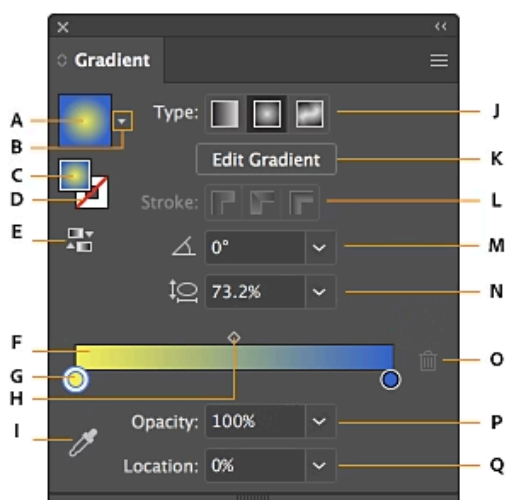 Gradient
A
B
C
D
E
F
G
H
I
Type:
J
Edit Gradient
K
Stroke:
L
0°
M
73.2%
N
O
Opacity: 100%
P
Location: 0%
Q